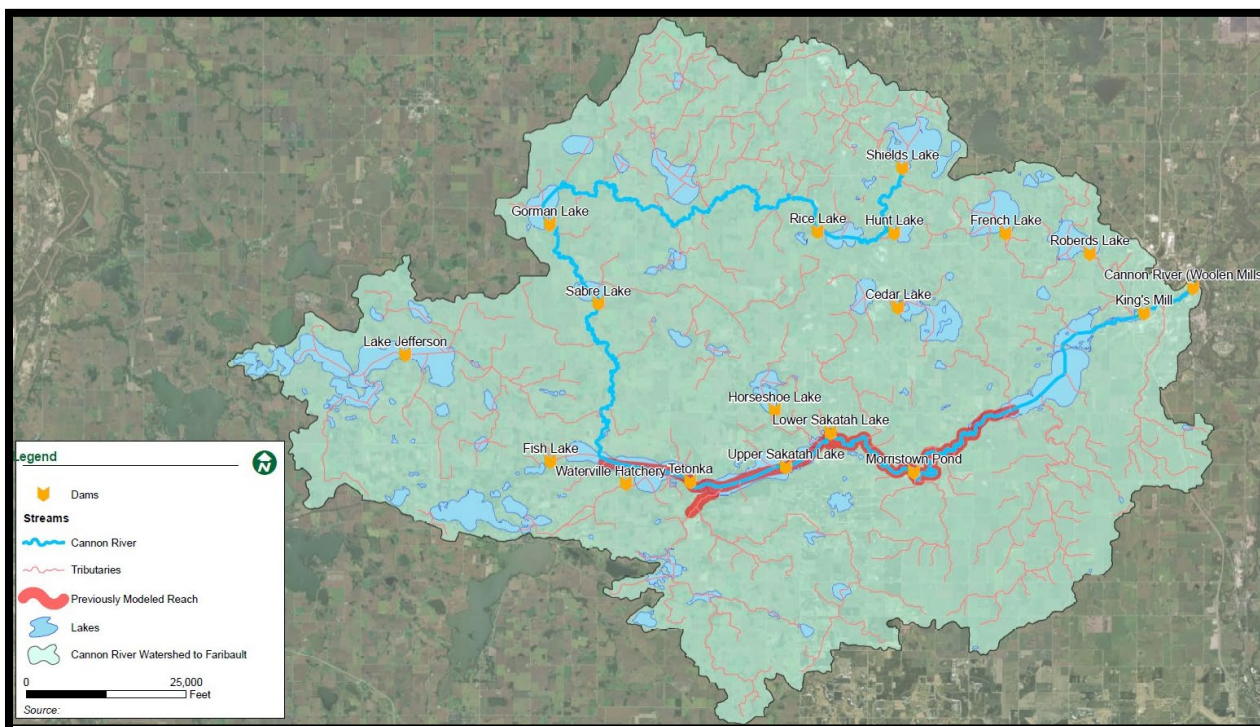 Shields Lake
Gorman Lake
Rice Lake
Hunt Lake
French Lake
Roberds Lake
Cannon River (Woolen Mills
Sabre Lake
Cedar Lake
King's Mill
Lake Jefferson
Horseshoe Lake
Lower Sakatah Lake
Fish Lake
Upper Sakatah Lake
Morristown Pond
Waterville Hatchery
Tetonka
Legend
N
Dams
Streams
Cannon River
Tributaries
Previously Modeled Reach
Lakes
Cannon River Watershed to Faribault
0 25,000
Feet
Source: